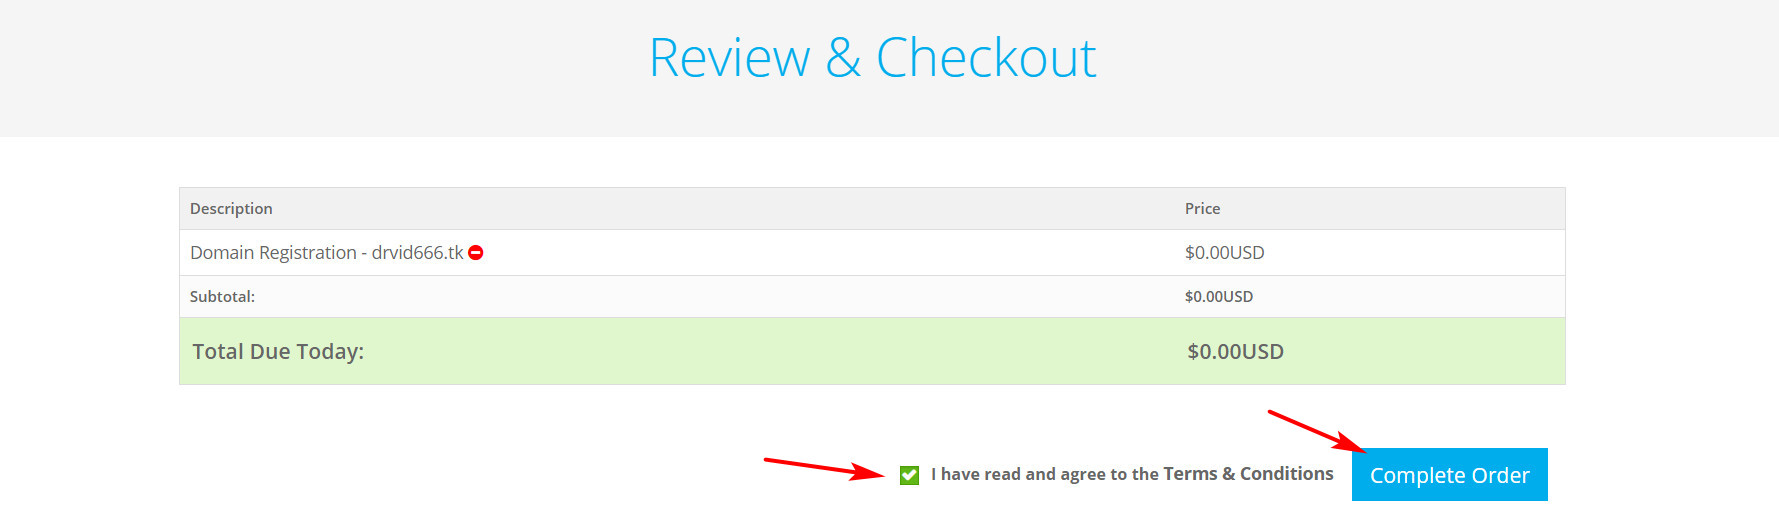 Review & Checkout
Description Price
Domain Registration - drvid666.tk $0.00USD
Subtotal: $0.00USD
Total Due Today: $0.00USD
I have read and agree to the Terms & Conditions Complete Order